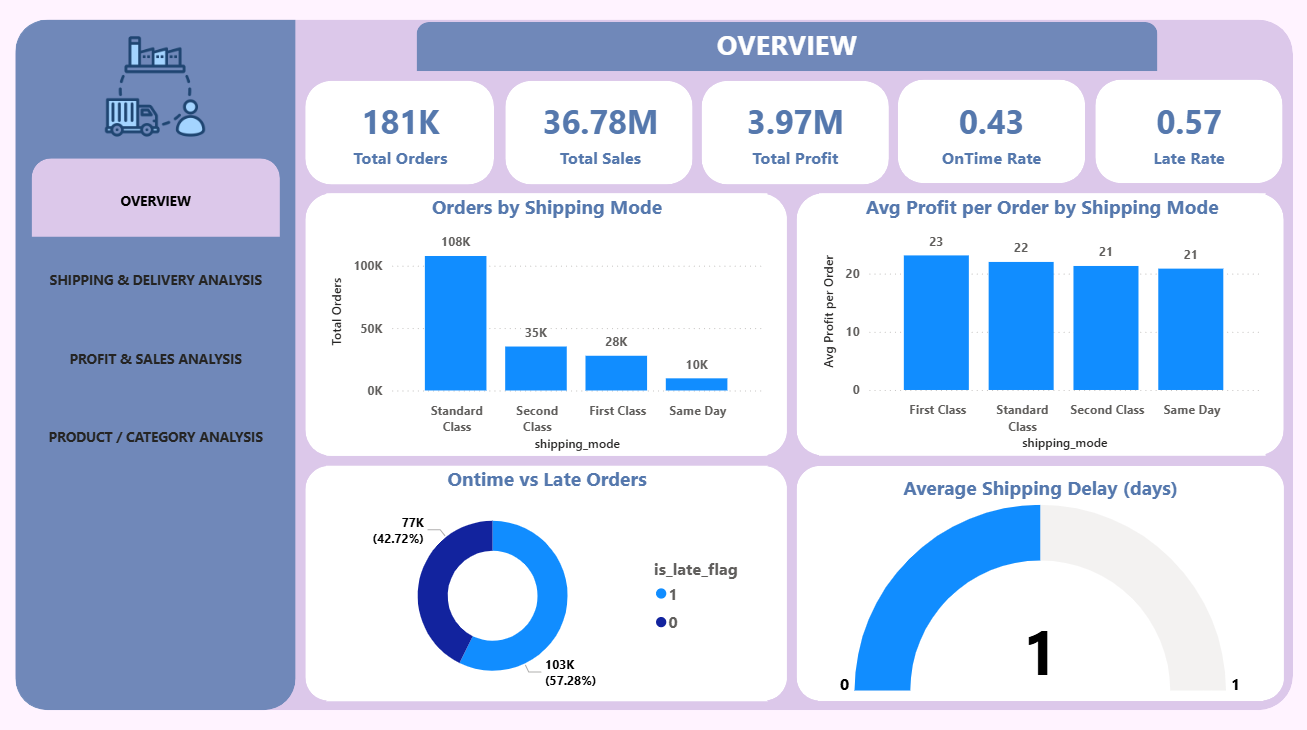 OVERVIEW
181K
Total Orders
36.78M
Total Sales
3.97M
Total Profit
0.43
OnTime Rate
0.57
Late Rate
OVERVIEW
SHIPPING & DELIVERY ANALYSIS
PROFIT & SALES ANALYSIS
PRODUCT / CATEGORY ANALYSIS
Orders by Shipping Mode
Total Orders
100K
50K
0K
108K
35K
28K
10K
Standard
Class
Second
Class
First Class
Same Day
shipping_mode
Avg Profit per Order by Shipping Mode
Avg Profit per Order
20
10
0
23
22
21
21
First Class
Standard
Class
Second Class
Same Day
shipping_mode
Ontime vs Late Orders
77K
(42.72%)
103K
(57.28%)
is_late_flag
1
0
Average Shipping Delay (days)
0
1
1